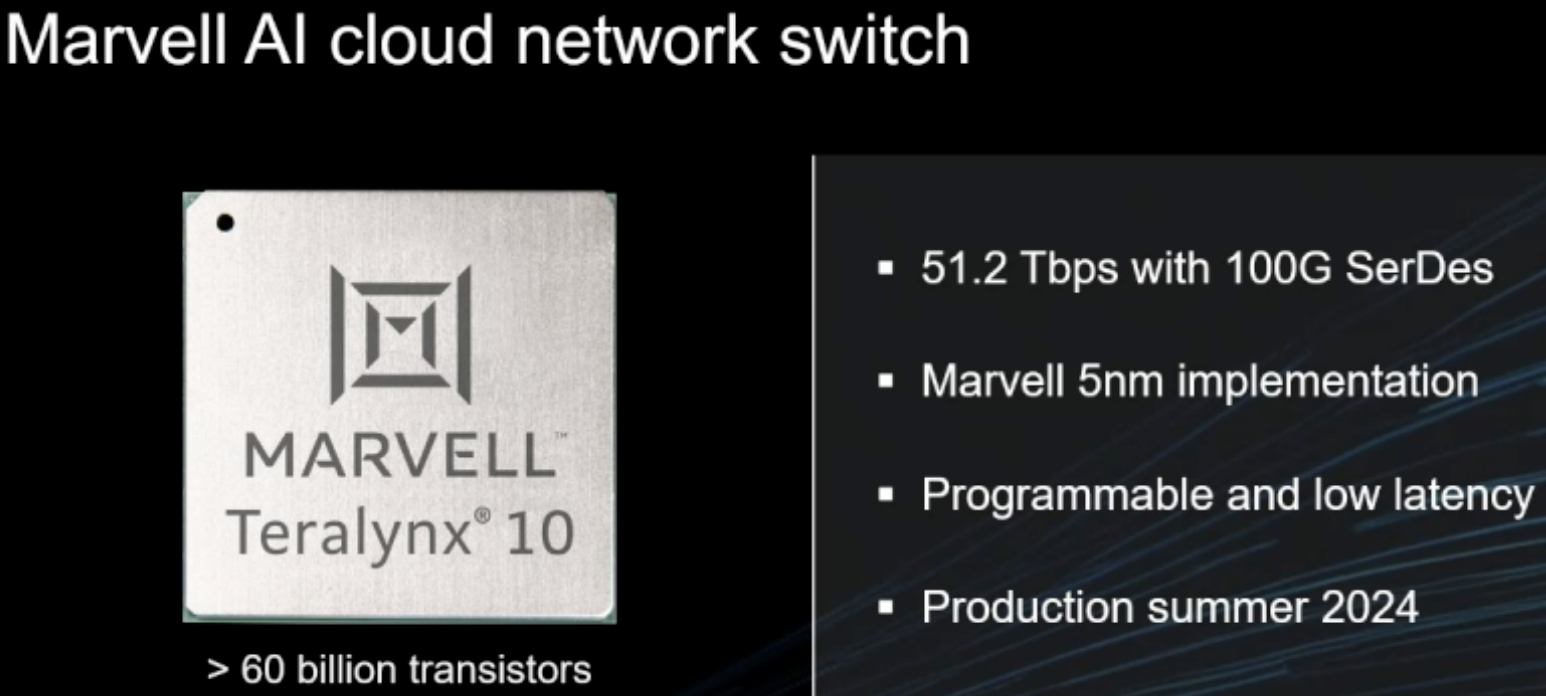 Marvell AI cloud network switch
MARVELL™
Teralynx® 10
> 60 billion transistors
▪ 51.2 Tbps with 100G SerDes
▪ Marvell 5nm implementation
▪ Programmable and low latency
▪ Production summer 2024